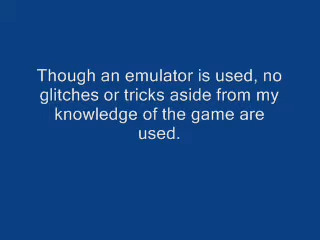 Though an emulator is used, no
glitches or tricks aside from my
knowledge of the game are
used.